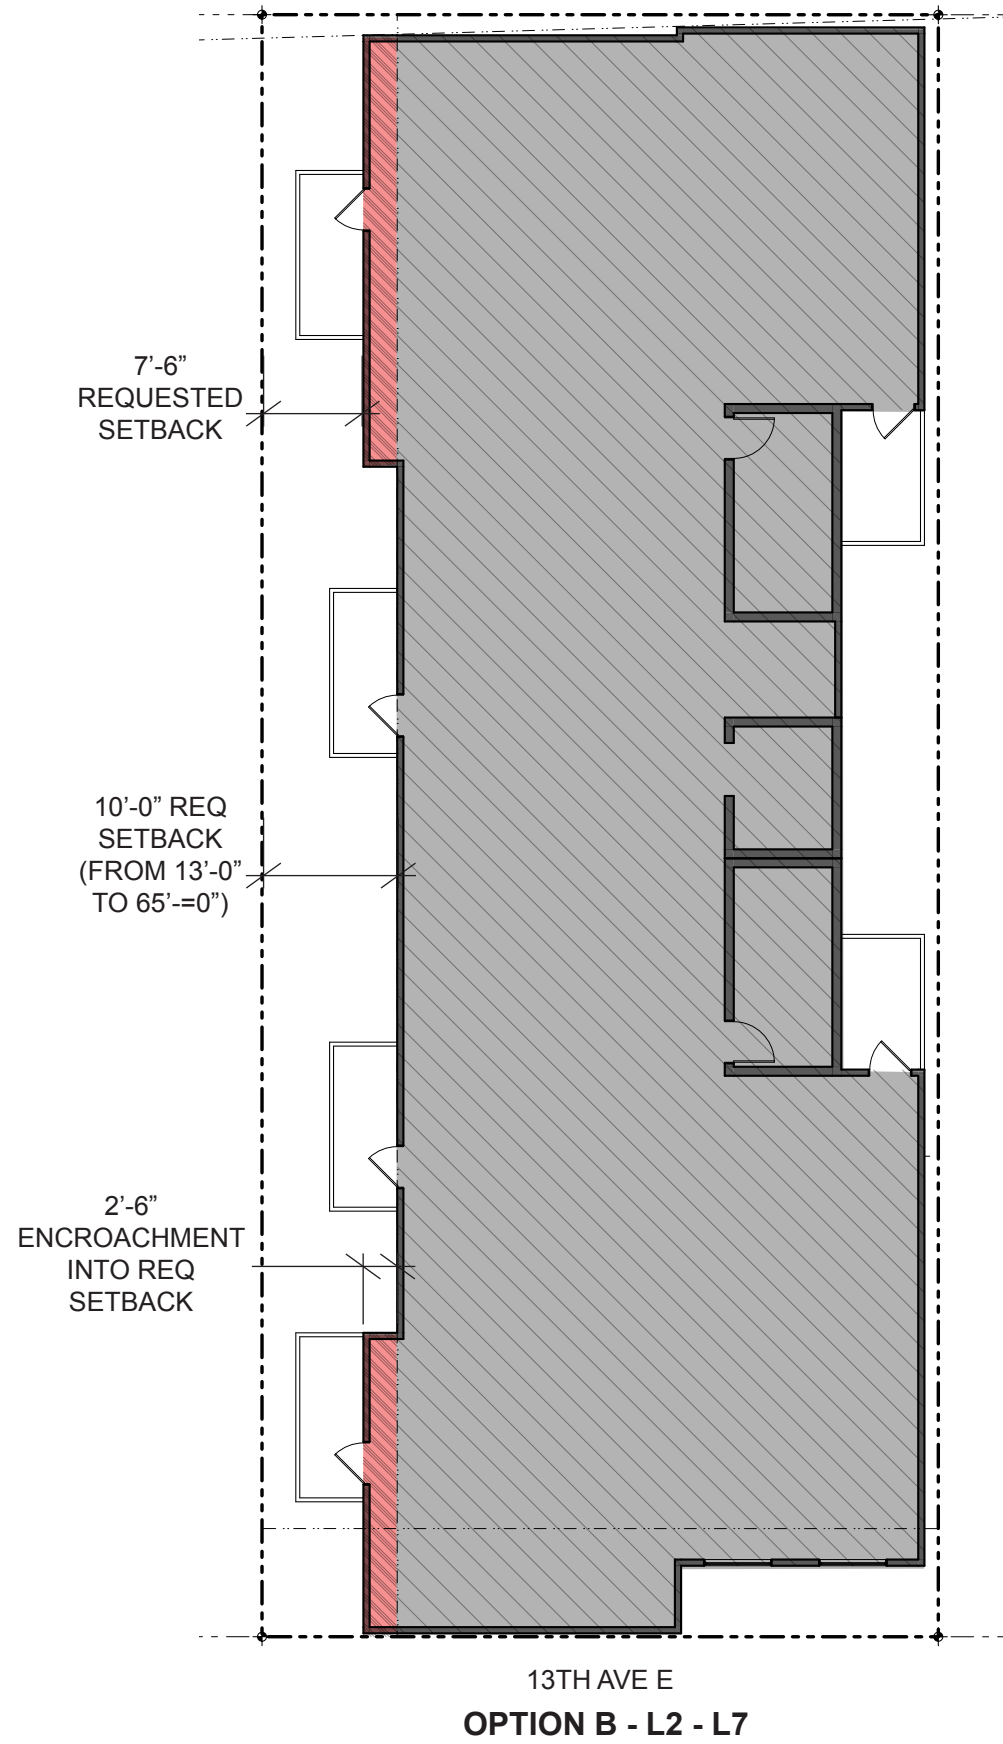 7’-6”
REQUESTED
SETBACK
10’-0” REQ
SETBACK
(FROM 13’-0”
TO 65’-=0”)
2’-6”
ENCROACHMENT
INTO REQ
SETBACK
13TH AVE E
OPTION B - L2 - L7